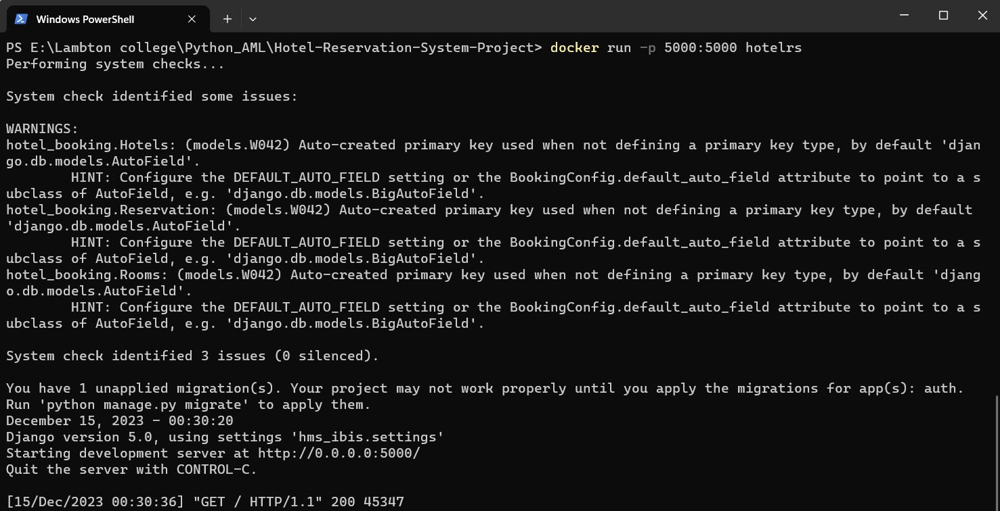 Windows PowerShell
PS E:\Lambton college\Python_AML\Hotel-Reservation-System-Project> docker run -p 5000:5000 hotelrs
Performing system checks...
System check identified some issues:
WARNINGS:
hotel_booking.Hotels: (models.W042) Auto-created primary key used when not defining a primary key type, by default 'djan
go.db.models.AutoField'.
HINT: Configure the DEFAULT_AUTO_FIELD setting or the BookingConfig.default_auto_field attribute to point to a s
ubclass of AutoField, e.g. 'django.db.models.BigAutoField'.
hotel_booking.Reservation: (models.W042) Auto-created primary key used when not defining a primary key type, by default
'django.db.models.AutoField'.
HINT: Configure the DEFAULT_AUTO_FIELD setting or the BookingConfig.default_auto_field attribute to point to a s
ubclass of AutoField, e.g. 'django.db.models.BigAutoField'.
hotel_booking.Rooms: (models.W042) Auto-created primary key used when not defining a primary key type, by default 'djang
o.db.models.AutoField'.
HINT: Configure the DEFAULT_AUTO_FIELD setting or the BookingConfig.default_auto_field attribute to point to a s
ubclass of AutoField, e.g. 'django.db.models.BigAutoField'.
System check identified 3 issues (0 silenced).
You have 1 unapplied migration(s). Your project may not work properly until you apply the migrations for app(s): auth.
Run 'python manage.py migrate' to apply them.
December 15, 2023 - 00:30:20
Django version 5.0, using settings 'hms_ibis.settings'
Starting development server at http://0.0.0.0:5000/
Quit the server with CONTROL-C.
[15/Dec/2023 00:30:36] "GET / HTTP/1.1" 200 45347